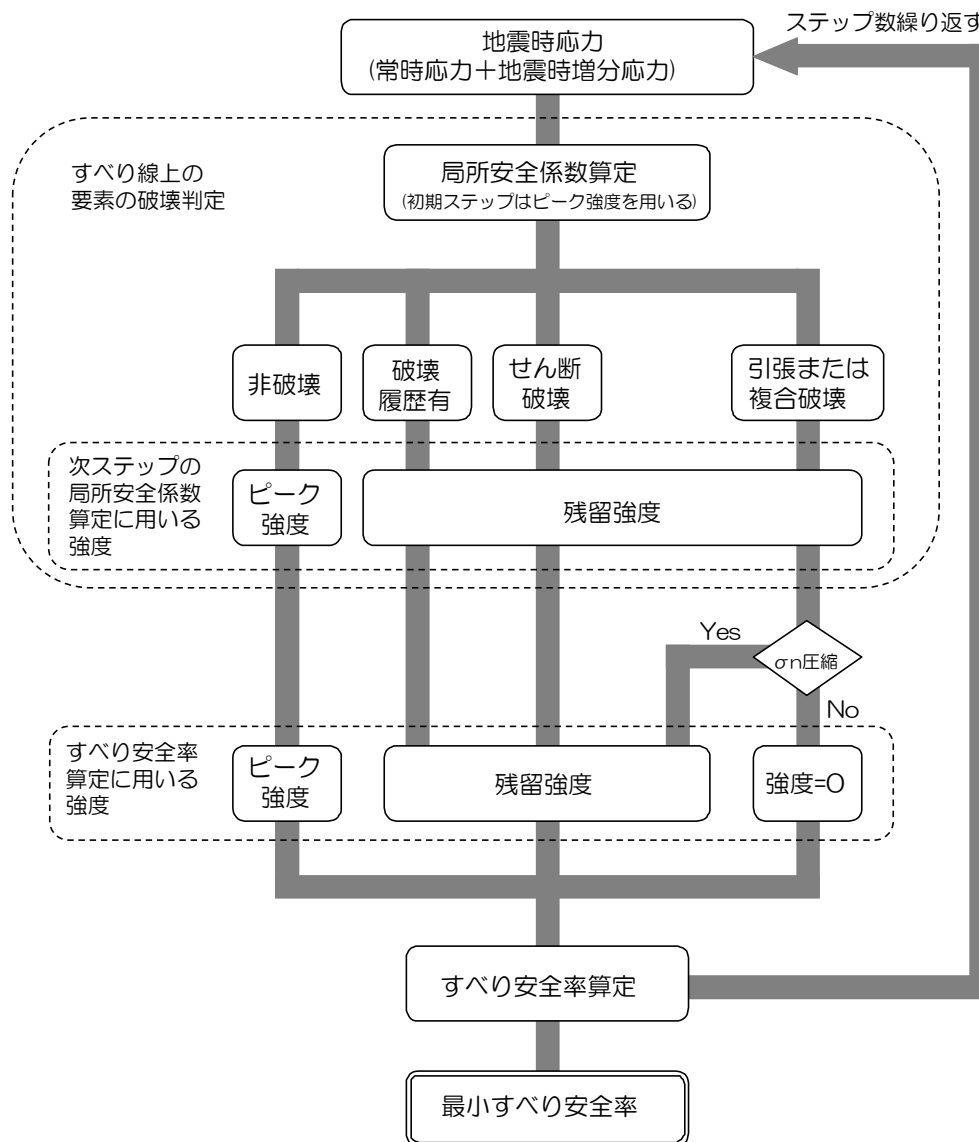 ステップ数繰り返す
地震時応力
(常時応力＋地震時増分応力)
すべり線上の
要素の破壊判定
局所安全係数算定
(初期ステップはピーク強度を用いる)
非破壊
破壊
履歴有
せん断
破壊
引張または
複合破壊
次ステップの
局所安全係数
算定に用いる
強度
ピーク
強度
残留強度
Yes
σn圧縮
No
すべり安全率
算定に用いる
強度
ピーク
強度
残留強度
強度=0
すべり安全率算定
最小すべり安全率